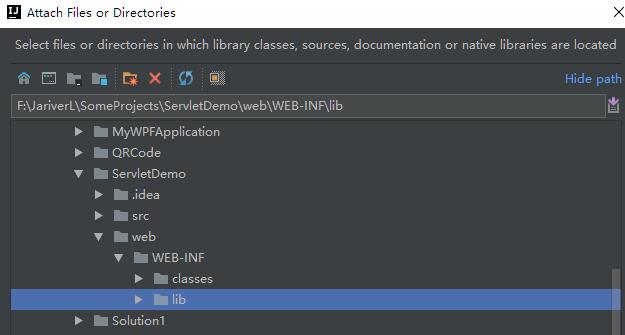 Attach Files or Directories
Select files or directories in which library classes, sources, documentation or native libraries are located
Hide path
F:\JariverL\SomeProjects\ServletDemo\web\WEB-INF\lib
MyWPFApplication
QRCode
ServletDemo
.idea
src
web
WEB-INF
classes
lib
Solution1